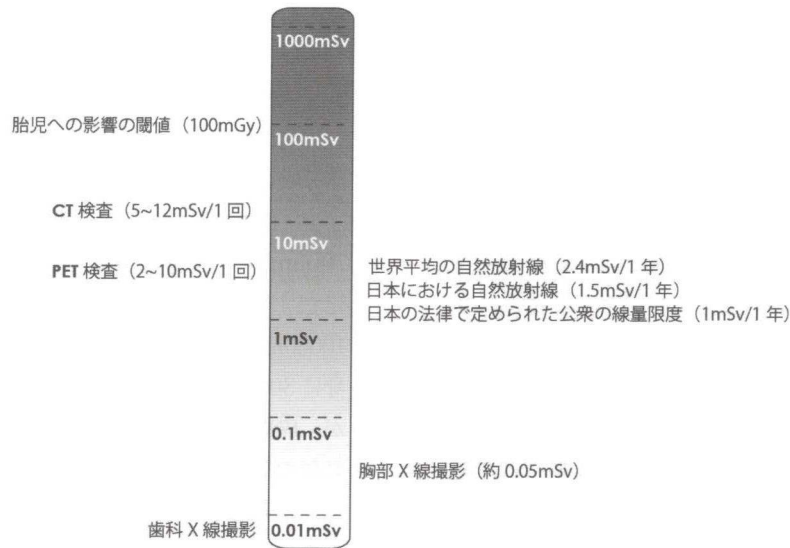 1000mSv
胎児への影響の閾値（100mGy）
100mSv
CT 検査（5~12mSv/1 回）
10mSv
PET 検査（2~10mSv/1 回）
世界平均の自然放射線（2.4mSv/1 年）
日本における自然放射線（1.5mSv/1 年）
日本の法律で定められた公衆の線量限度（1mSv/1 年）
1mSv
0.1mSv
胸部 X 線撮影（約 0.05mSv）
歯科 X 線撮影
0.01mSv